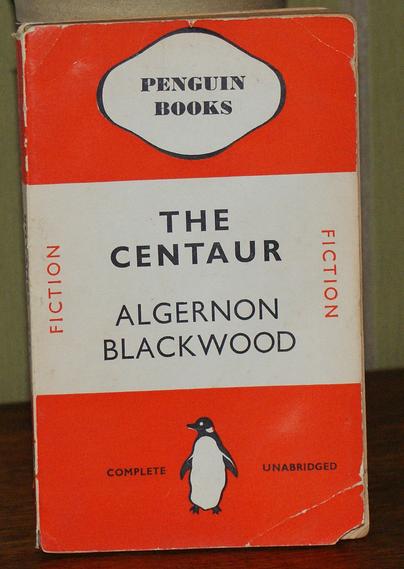 PENGUIN
BOOKS
THE
CENTAUR
FICTION
FICTION
ALGERNON
BLACKWOOD
COMPLETE
UNABRIDGED